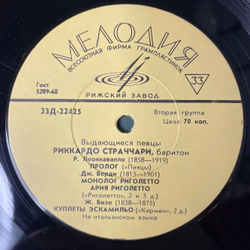 МЕЛОДИЯ
ВСЕСОЮЗНАЯ ФИРМА ГРАМПЛАСТИНОК
33
Гост
5289-68
РИЖСКИЙ ЗАВОД
33Д-22425
Вторая группа
Цена 70 коп.
Выдающиеся певцы
РИККАРДО СТРАЧЧАРИ, баритон
Р. Леонкавалло (1858—1919)
ПРОЛОГ («Паяцы»)
Дж. Верди (1813—1901)
МОНОЛОГ РИГОЛЕТТО
АРИЯ РИГОЛЕТТО
(«Риголетто», 2 и 3 д.)
Ж. Бизе (1838—1875)
КУПЛЕТЫ ЭСКАМИЛЬО («Кармен», 2 д.)
На итальянском языке